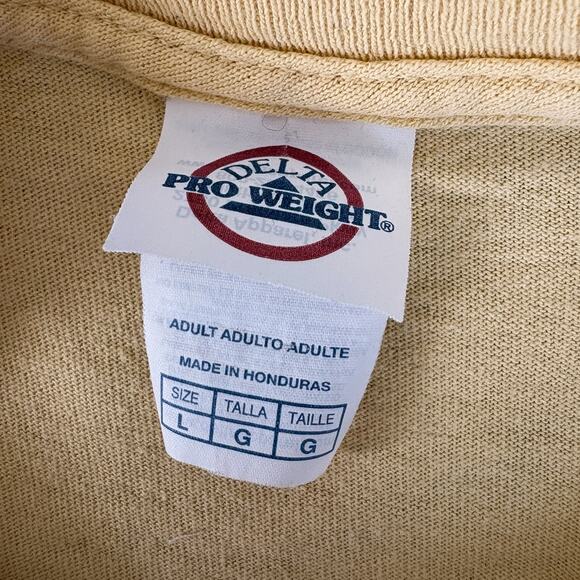 DELTA
PRO WEIGHT®
ADULT ADULTO ADULTE
MADE IN HONDURAS
SIZE TALLA TAILLE
L G G